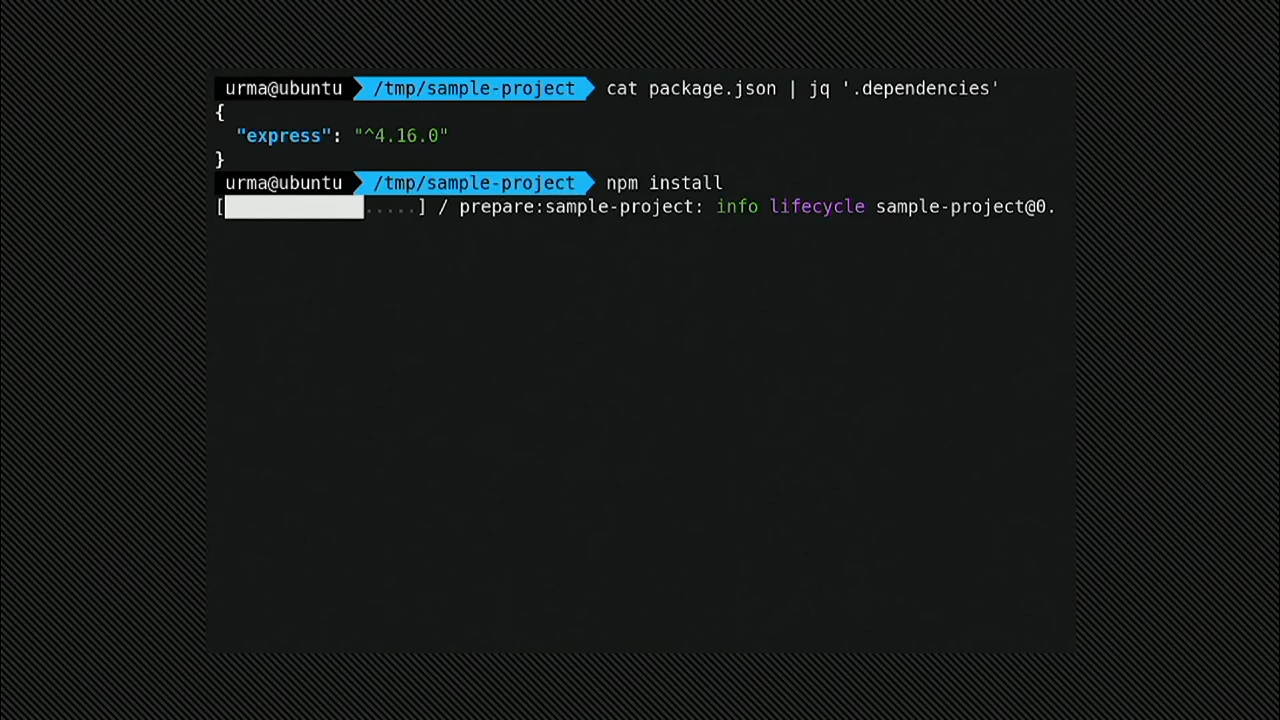 urma@ubuntu /tmp/sample-project cat package.json | jq '.dependencies'
{
"express": "^4.16.0"
}
urma@ubuntu /tmp/sample-project npm install
[.....] / prepare:sample-project: info lifecycle sample-project@0.